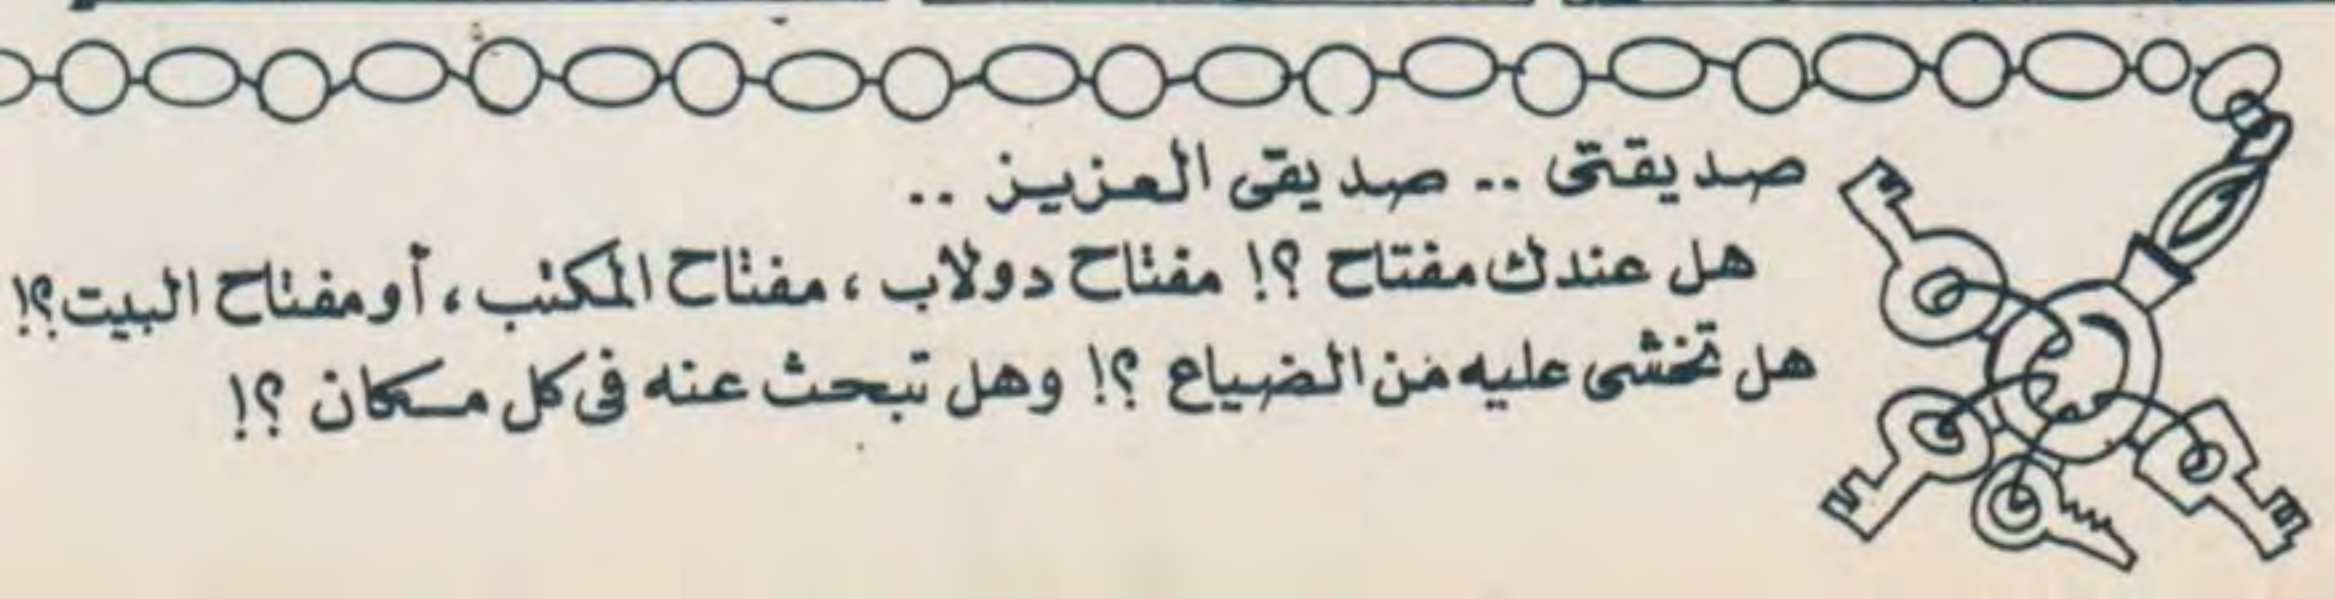 صديقتى .. صديقى العزيز ..
هل عندك مفتاح ؟! مفتاح دولاب ، مفتاح المكتب ، أو مفتاح البيت ؟!
هل تخشى عليه من الضياع ؟! وهل تبحث عنه فى كل مكان ؟!